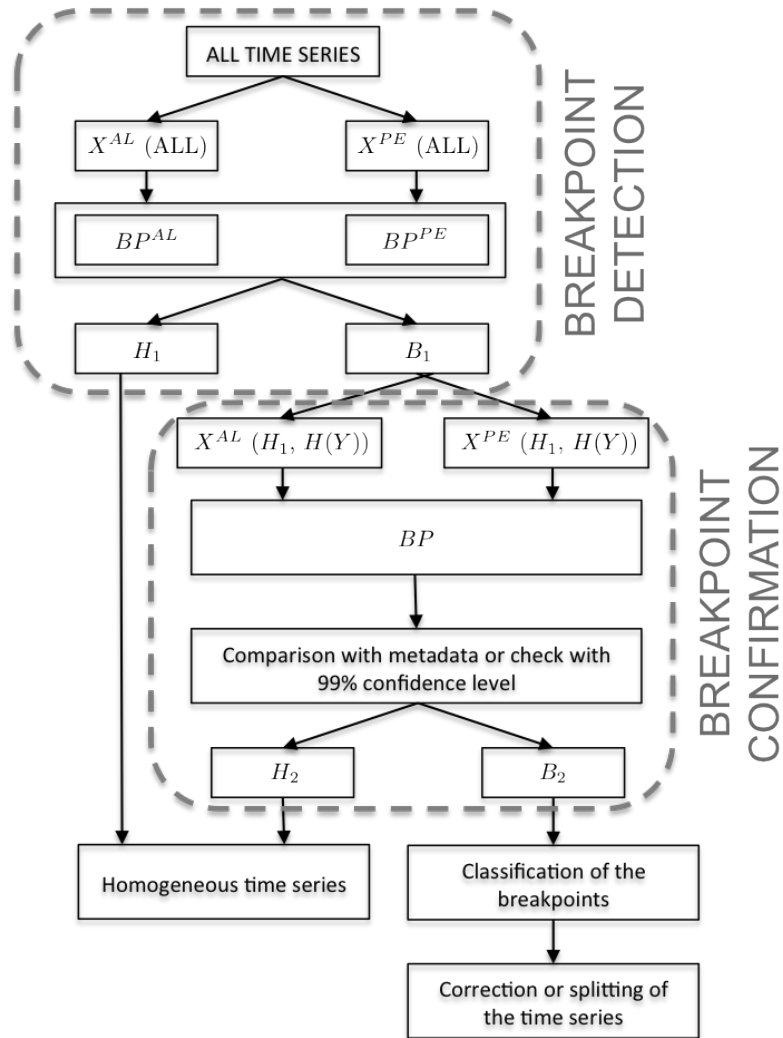 ALL TIME SERIES
X^{AL} (ALL)
X^{PE} (ALL)
BP^{AL}
BP^{PE}
H_1
B_1
BREAKPOINT
DETECTION
X^{AL} (H_1, H(Y))
X^{PE} (H_1, H(Y))
BP
Comparison with metadata or check with
99% confidence level
H_2
B_2
BREAKPOINT
CONFIRMATION
Homogeneous time series
Classification of the
breakpoints
Correction or splitting of
the time series